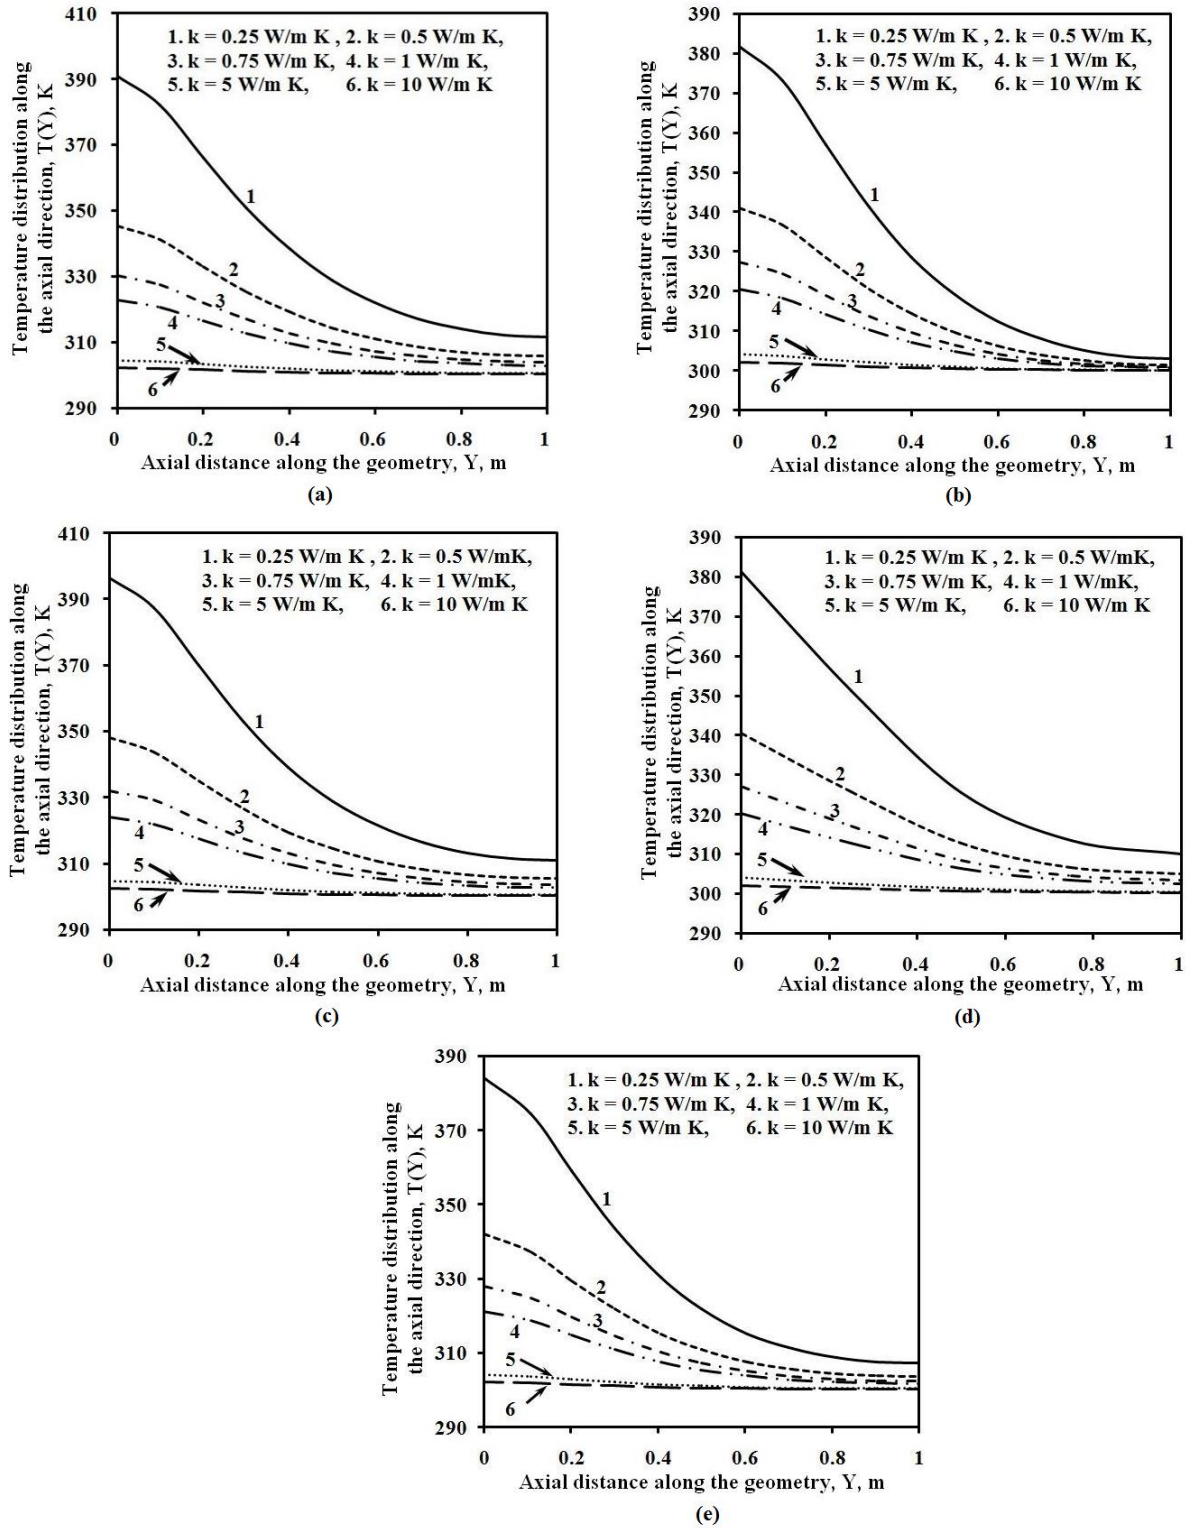 410
390
370
350
330
310
290
Temperature distribution along
the axial direction, T(Y), K
1. k = 0.25 W/m K , 2. k = 0.5 W/m K,
3. k = 0.75 W/m K, 4. k = 1 W/m K,
5. k = 5 W/m K, 6. k = 10 W/m K
1
2
3
4
5
6
0 0.2 0.4 0.6 0.8 1
Axial distance along the geometry, Y, m
(a)
390
380
370
360
350
340
330
320
310
300
290
Temperature distribution along
the axial direction, T(Y), K
1. k = 0.25 W/m K , 2. k = 0.5 W/m K,
3. k = 0.75 W/m K, 4. k = 1 W/m K,
5. k = 5 W/m K, 6. k = 10 W/m K
1
2
3
4
5
6
0 0.2 0.4 0.6 0.8 1
Axial distance along the geometry, Y, m
(b)
410
390
370
350
330
310
290
Temperature distribution along
the axial direction, T(Y), K
1. k = 0.25 W/m K , 2. k = 0.5 W/mK,
3. k = 0.75 W/m K, 4. k = 1 W/mK,
5. k = 5 W/m K, 6. k = 10 W/m K
1
2
3
4
5
6
0 0.2 0.4 0.6 0.8 1
Axial distance along the geometry, Y, m
(c)
390
380
370
360
350
340
330
320
310
300
290
Temperature distribution along
the axial direction, T(Y), K
1. k = 0.25 W/m K , 2. k = 0.5 W/mK,
3. k = 0.75 W/m K, 4. k = 1 W/mK,
5. k = 5 W/m K, 6. k = 10 W/m K
1
2
3
4
5
6
0 0.2 0.4 0.6 0.8 1
Axial distance along the geometry, Y, m
(d)
390
370
350
330
310
290
Temperature distribution along
the axial direction, T(Y), K
1. k = 0.25 W/m K , 2. k = 0.5 W/m K,
3. k = 0.75 W/m K, 4. k = 1 W/m K,
5. k = 5 W/m K, 6. k = 10 W/m K
1
2
3
4
5
6
0 0.2 0.4 0.6 0.8 1
Axial distance along the geometry, Y, m
(e)